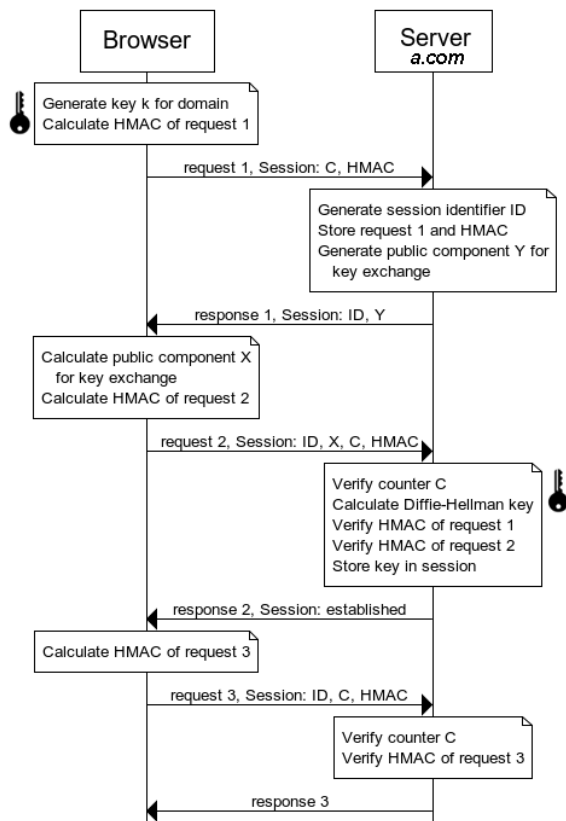 Browser
Server
a.com
Generate key k for domain
Calculate HMAC of request 1
request 1, Session: C, HMAC
Generate session identifier ID
Store request 1 and HMAC
Generate public component Y for
key exchange
response 1, Session: ID, Y
Calculate public component X
for key exchange
Calculate HMAC of request 2
request 2, Session: ID, X, C, HMAC
Verify counter C
Calculate Diffie-Hellman key
Verify HMAC of request 1
Verify HMAC of request 2
Store key in session
response 2, Session: established
Calculate HMAC of request 3
request 3, Session: ID, C, HMAC
Verify counter C
Verify HMAC of request 3
response 3